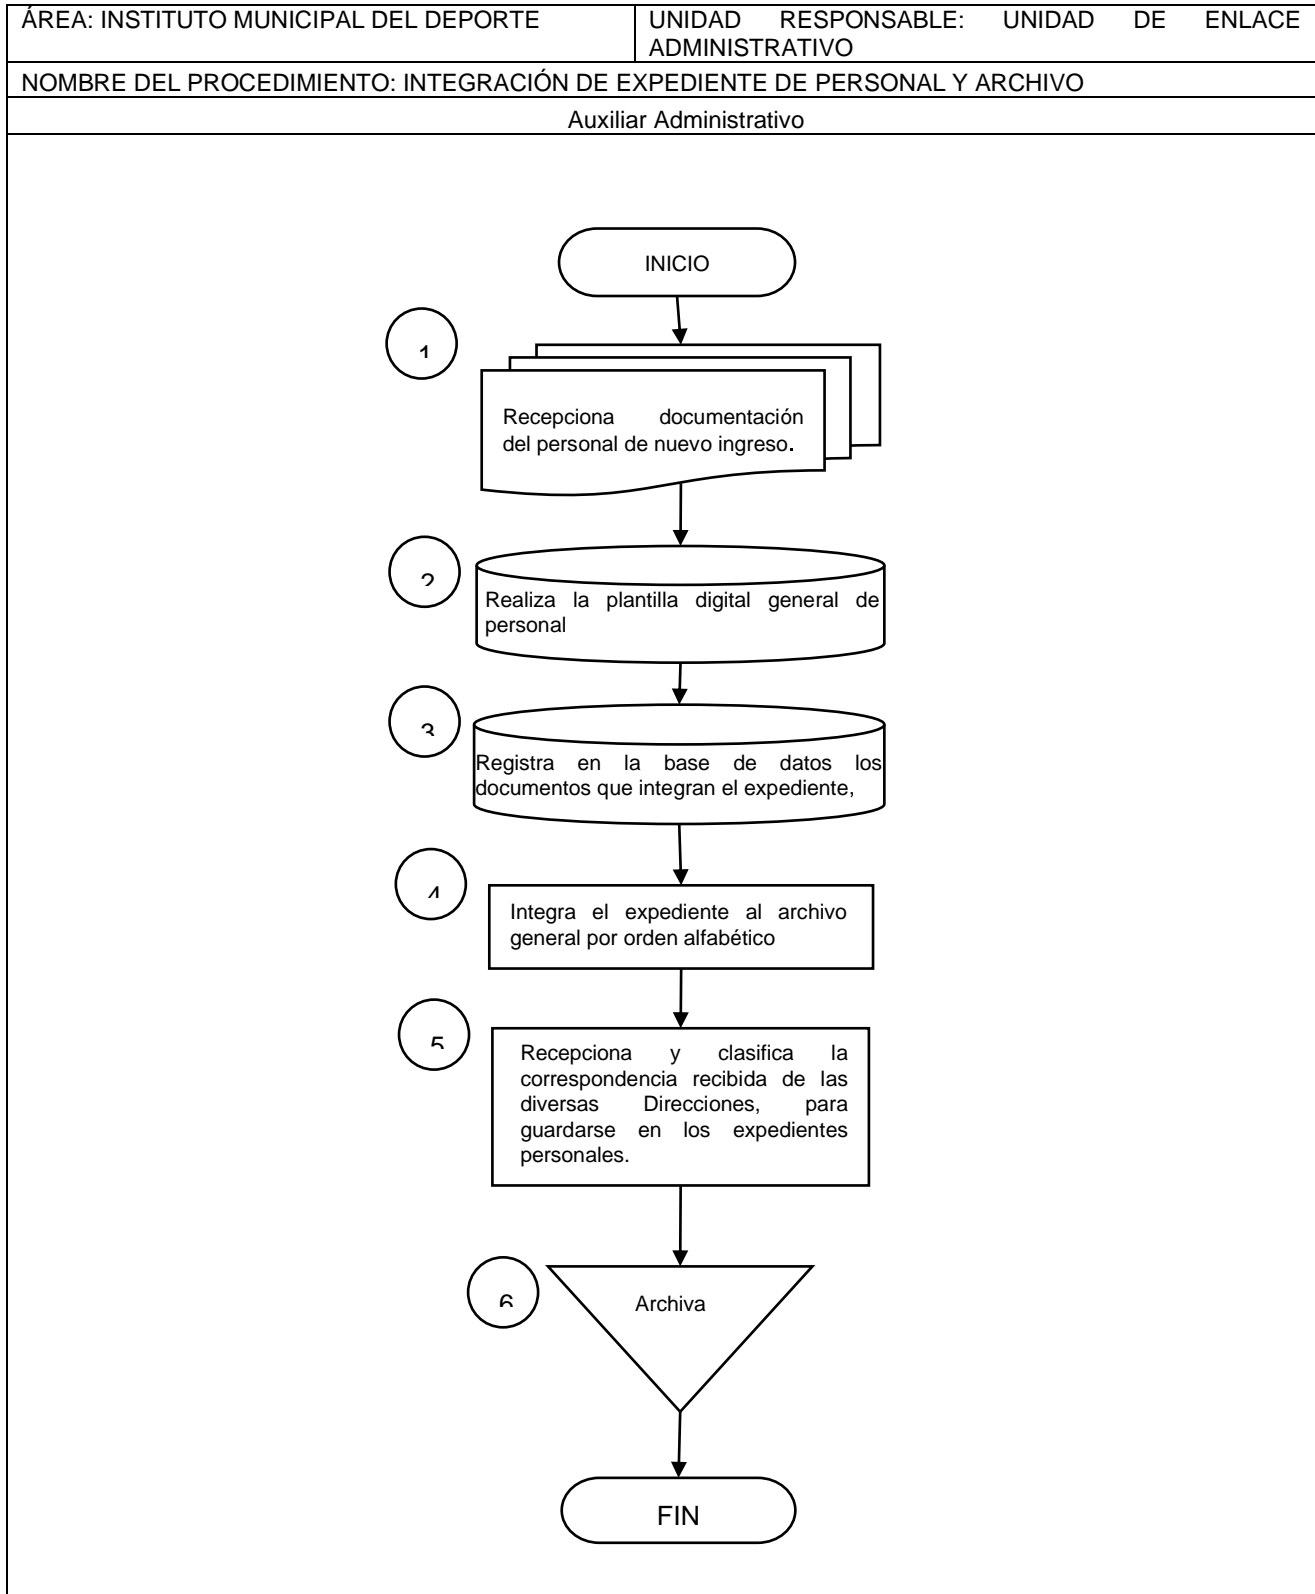 ÁREA: INSTITUTO MUNICIPAL DEL DEPORTE
UNIDAD RESPONSABLE: UNIDAD DE ENLACE
ADMINISTRATIVO
NOMBRE DEL PROCEDIMIENTO: INTEGRACIÓN DE EXPEDIENTE DE PERSONAL Y ARCHIVO
Auxiliar Administrativo
INICIO
1
Recepciona documentación
del personal de nuevo ingreso.
2
Realiza la plantilla digital general de
personal
3
Registra en la base de datos los
documentos que integran el expediente,
4
Integra el expediente al archivo
general por orden alfabético
5
Recepciona y clasifica la
correspondencia recibida de las
diversas Direcciones, para
guardarse en los expedientes
personales.
6
Archiva
FIN